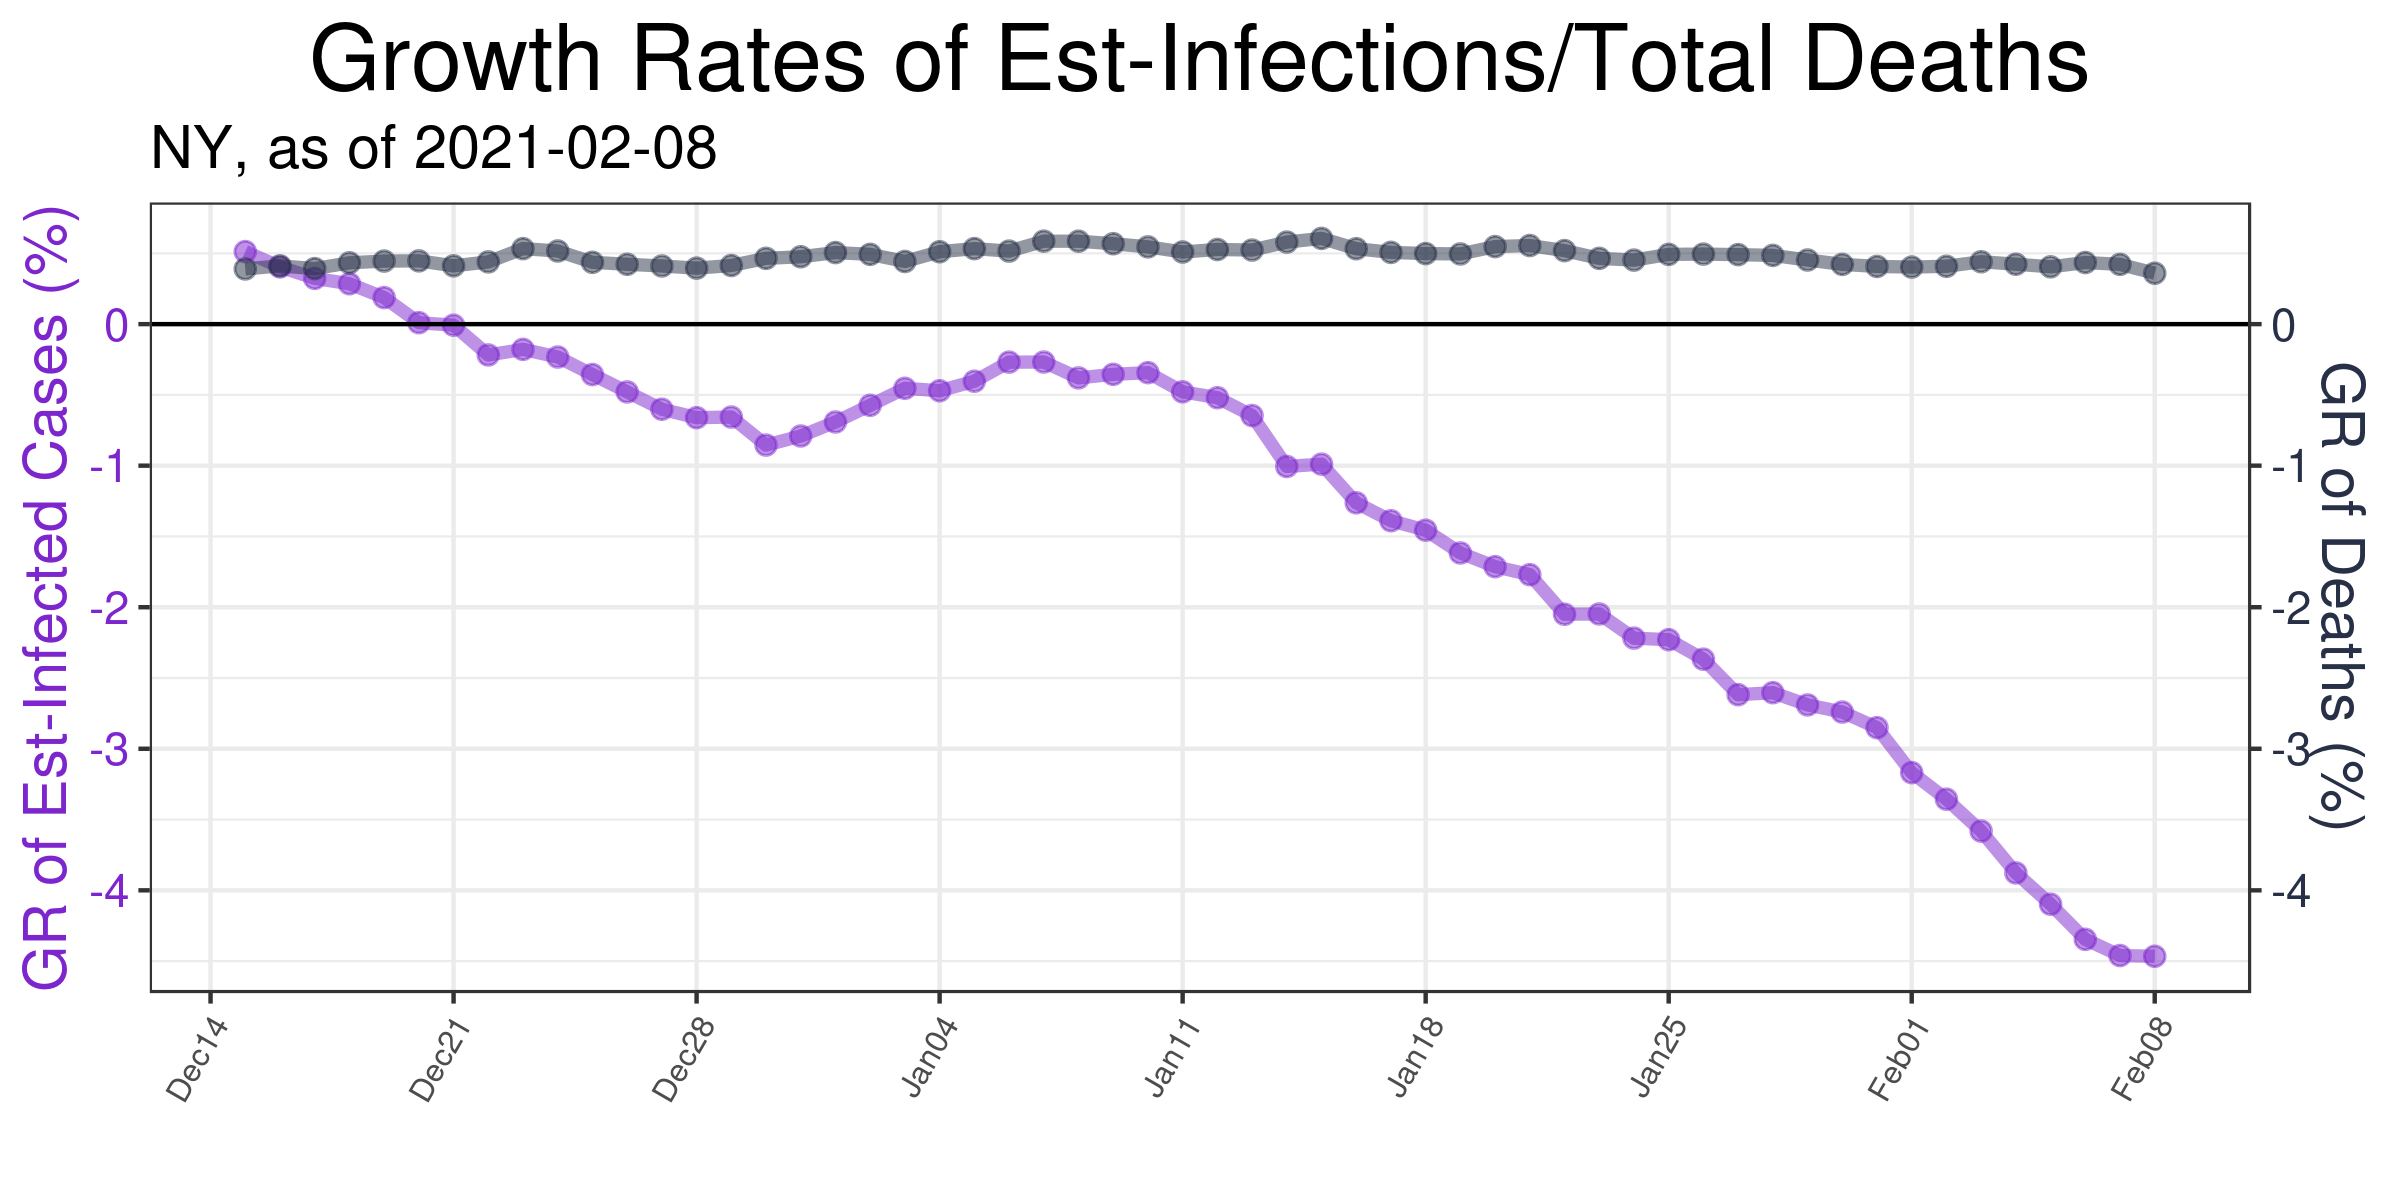 Growth Rates of Est-Infections/Total Deaths
NY, as of 2021-02-08
GR of Est-Infected Cases (%)
0
-1
-2
-3
-4
0
-1
-2
-3
-4
GR of Deaths (%)
Dec14
Dec21
Dec28
Jan04
Jan11
Jan18
Jan25
Feb01
Feb08